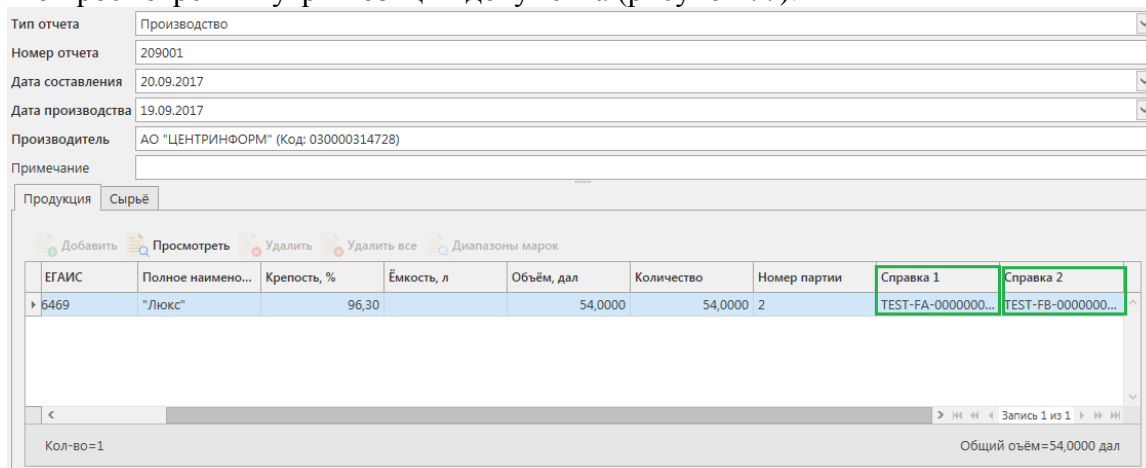 Тип отчета Производство
Номер отчета 209001
Дата составления 20.09.2017
Дата производства 19.09.2017
Производитель АО "ЦЕНТРИНФОРМ" (Код: 030000314728)
Примечание
Продукция Сырьё
Добавить Просмотреть Удалить Удалить все Диапазоны марок
ЕГАИС Полное наимено... Крепость, % Ёмкость, л Объём, дал Количество Номер партии Справка 1 Справка 2
6469 "Люкс" 96,30 54,0000 54,0000 2 TEST-FA-0000000... TEST-FB-0000000...
Запись 1 из 1
Кол-во=1 Общий оъём=54,0000 дал